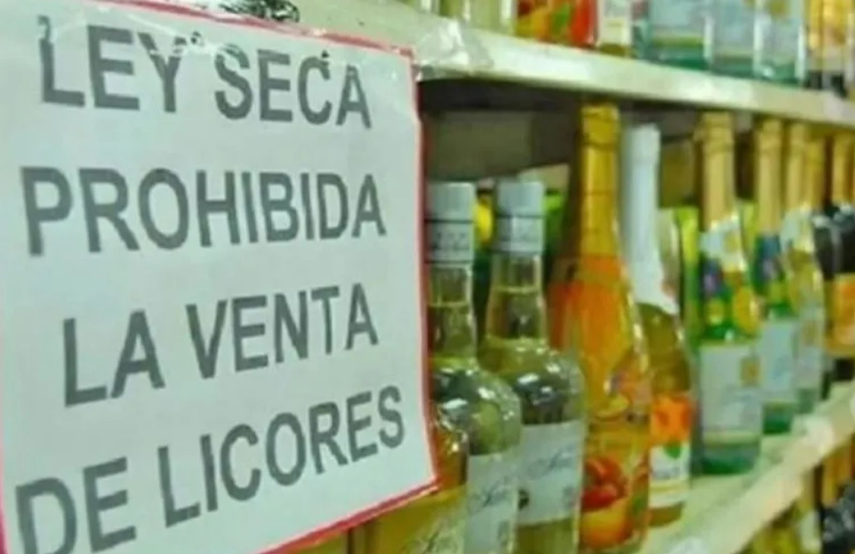 LEY SECA
PROHIBIDA
LA VENTA
DE LICORES